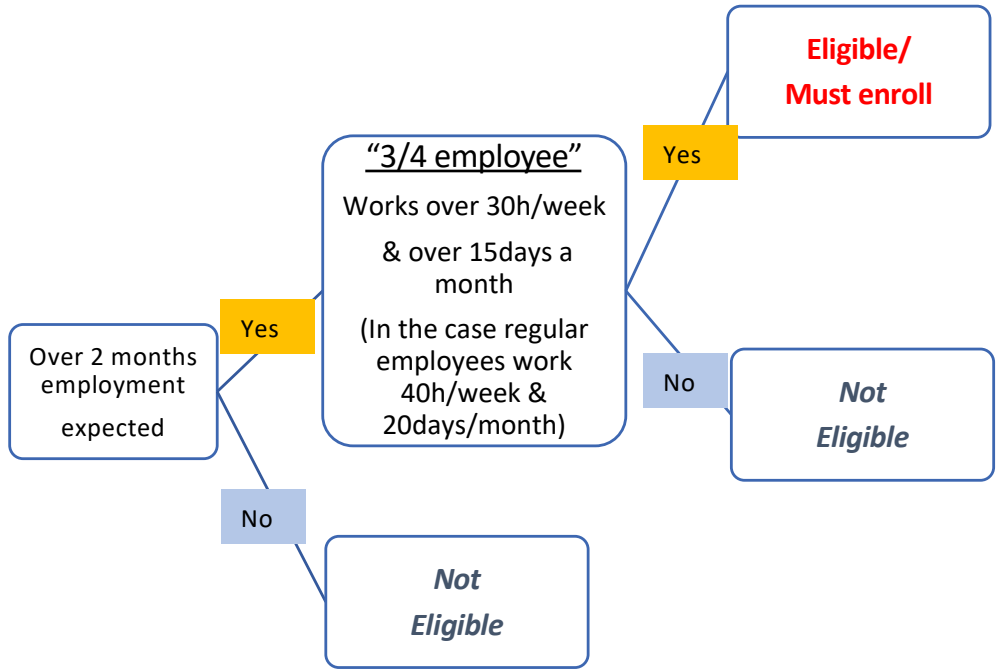 Over 2 months
employment
expected
Yes
No
"3/4 employee"
Works over 30h/week
& over 15days a
month
(In the case regular
employees work
40h/week &
20days/month)
Yes
No
Eligible/
Must enroll
Not
Eligible
Not
Eligible